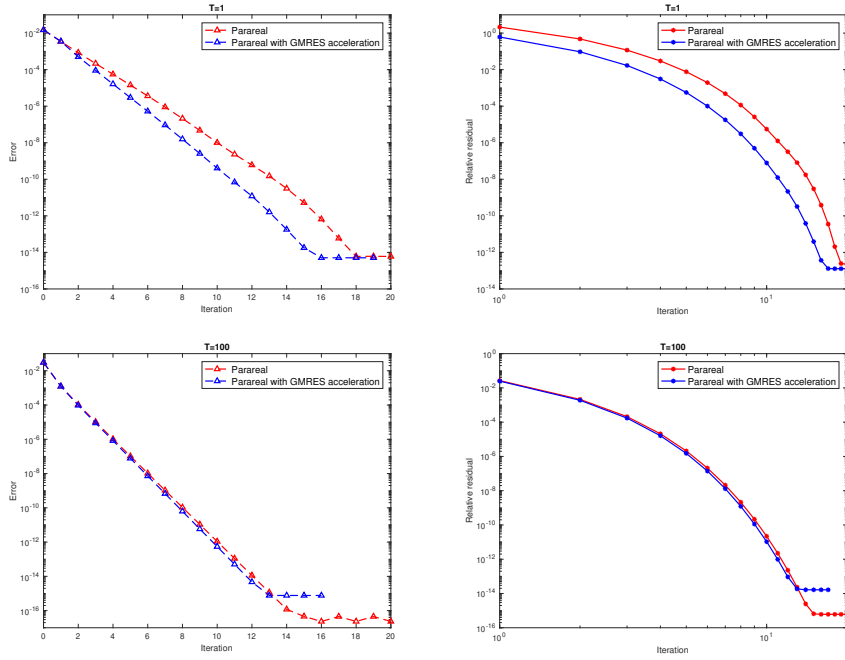 T=1
10^-2
10^-4
10^-6
10^-8
10^-10
10^-12
10^-14
10^-16
Error
0 2 4 6 8 10 12 14 16 18 20
Iteration
Parareal
Parareal with GMRES acceleration
T=1
10^0
10^-2
10^-4
10^-6
10^-8
10^-10
10^-12
10^-14
Relative residual
10^0 10^1
Iteration
Parareal
Parareal with GMRES acceleration
T=100
10^-2
10^-4
10^-6
10^-8
10^-10
10^-12
10^-14
10^-16
Error
0 2 4 6 8 10 12 14 16 18 20
Iteration
Parareal
Parareal with GMRES acceleration
T=100
10^0
10^-2
10^-4
10^-6
10^-8
10^-10
10^-12
10^-14
10^-16
Relative residual
10^0 10^1
Iteration
Parareal
Parareal with GMRES acceleration